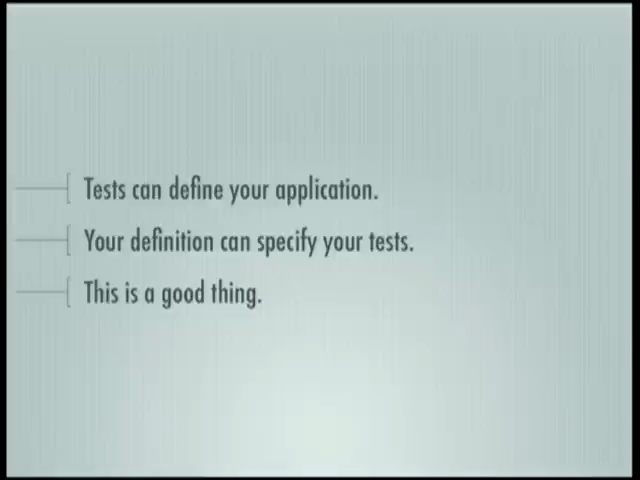 Tests can define your application.
Your definition can specify your tests.
This is a good thing.